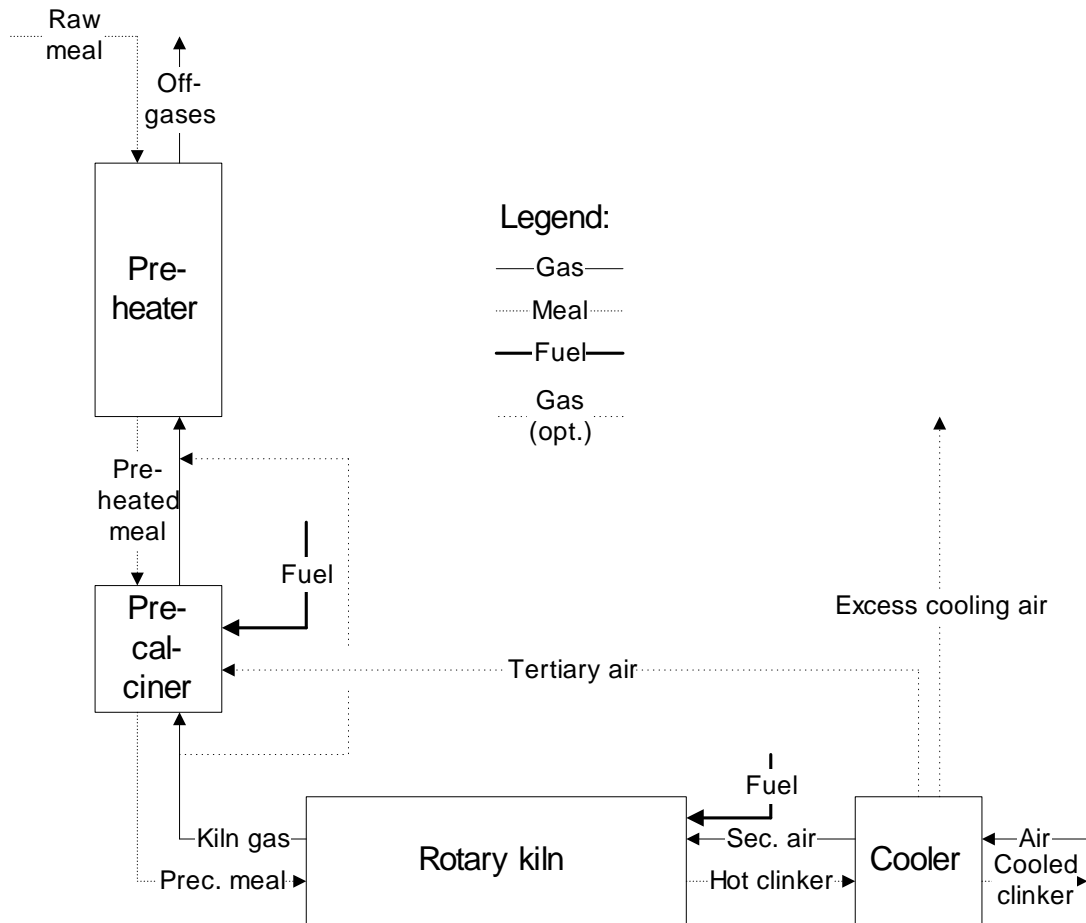 Raw
meal
Off-
gases
Pre-
heater
Legend:
Gas
Meal
Fuel
Gas
(opt.)
Pre-
heated
meal
Fuel
Excess cooling air
Pre-
cal-
ciner
Tertiary air
Fuel
Kiln gas
Rotary kiln
Sec. air
Cooler
Air
Prec. meal
Hot clinker
Cooled
clinker